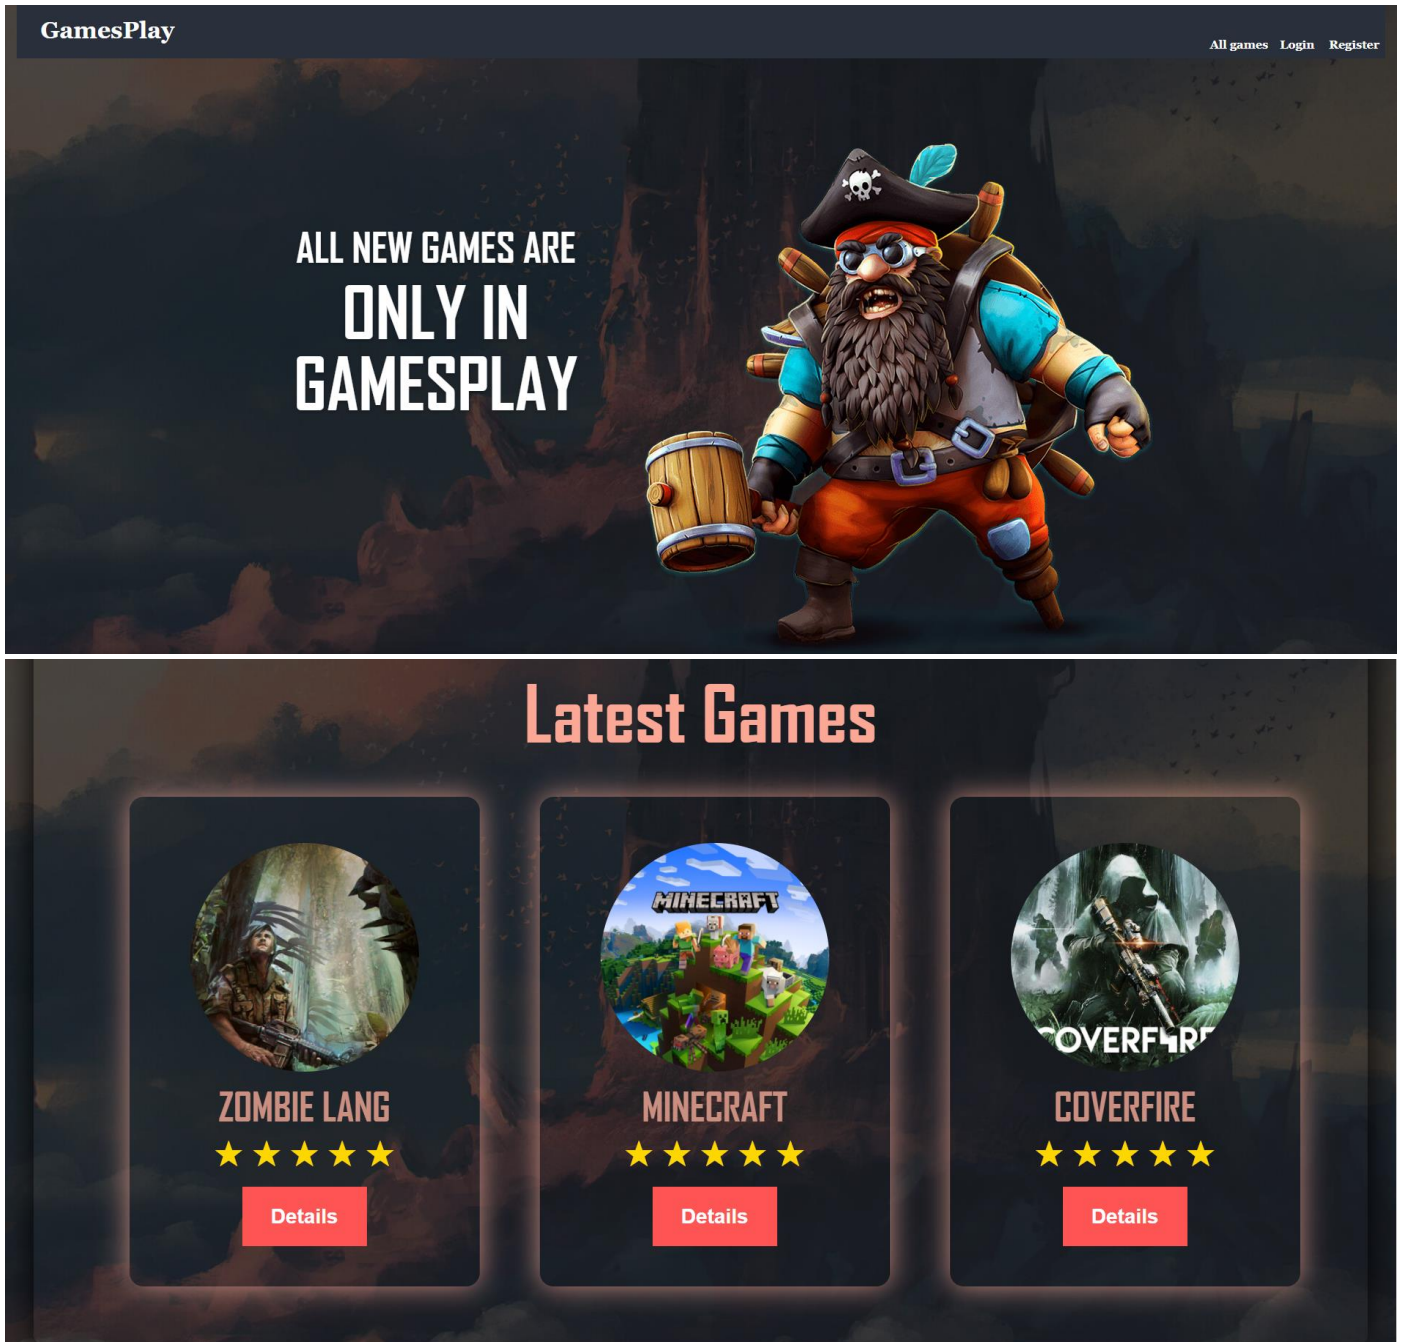 GamesPlay
All games Login Register
ALL NEW GAMES ARE
ONLY IN
GAMESPLAY
Latest Games
MINECRAFT
COVERFIRE
ZOMBIE LANG
MINECRAFT
COVERFIRE
Details
Details
Details